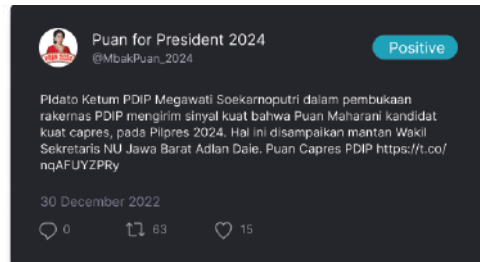 Puan for President 2024
@MbakPuan_2024
Positive
PIdato Ketum PDIP Megawati Soekarnoputri dalam pembukaan
rakernas PDIP mengirim sinyal kuat bahwa Puan Maharani kandidat
kuat capres, pada Pilpres 2024. Hal ini disampaikan mantan Wakil
Sekretaris NU Jawa Barat Adlan Daie. Puan Capres PDIP https://t.co/
nqAFUYZPRy
30 December 2022
0 63 15